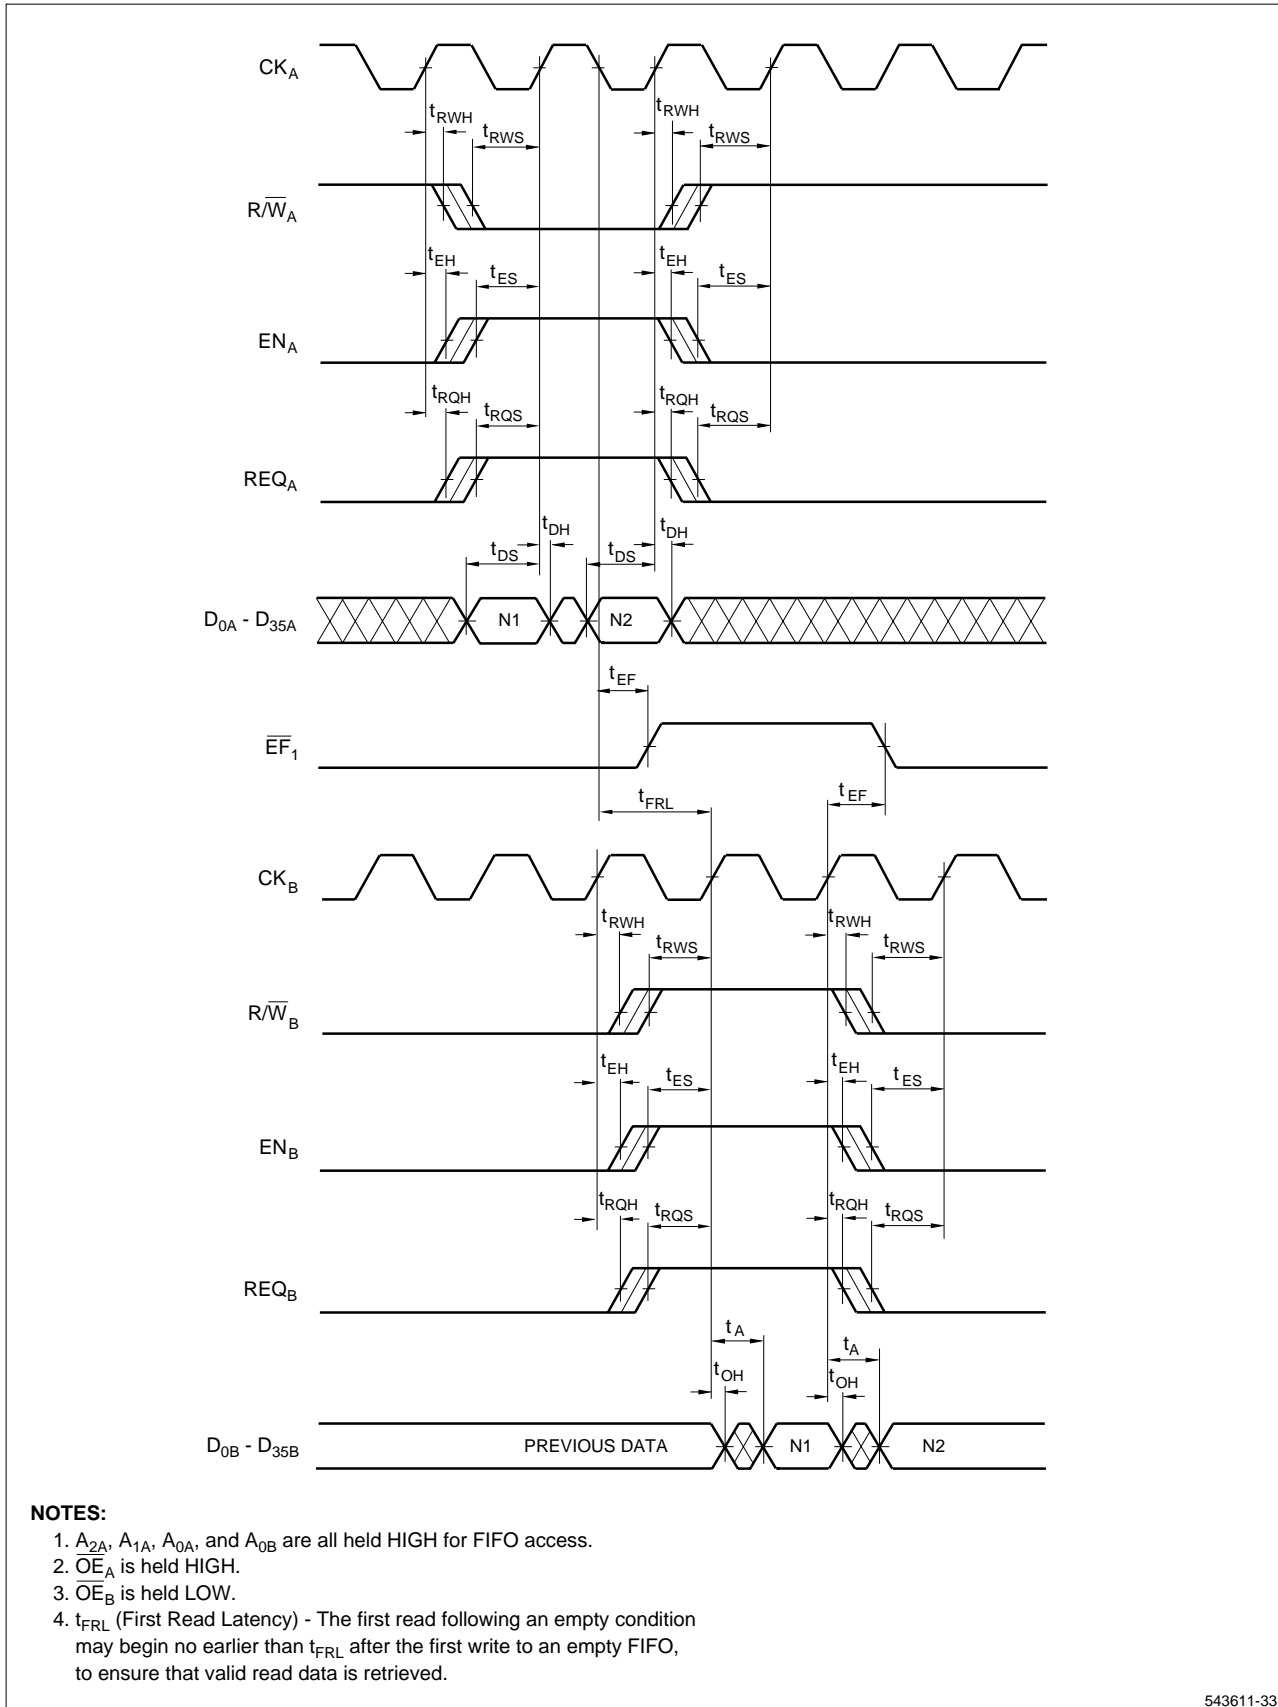 CKA
tRWH
tRWS
tRWH
tRWS
R/W̅A
tEH
tES
tEH
tES
ENA
tRQH
tRQS
tRQH
tRQS
REQA
tDS
tDH
tDS
tDH
D0A - D35A
N1
N2
tEF
E̅F̅1
tFRL
tEF
CKB
tRWH
tRWS
tRWH
tRWS
R/W̅B
tEH
tES
tEH
tES
ENB
tRQH
tRQS
tRQH
tRQS
REQB
tA
tA
tOH
tOH
D0B - D35B
PREVIOUS DATA
N1
N2
NOTES:
1. A2A, A1A, A0A, and A0B are all held HIGH for FIFO access.
2. O̅E̅A is held HIGH.
3. O̅E̅B is held LOW.
4. tFRL (First Read Latency) - The first read following an empty condition
may begin no earlier than tFRL after the first write to an empty FIFO,
to ensure that valid read data is retrieved.
543611-33